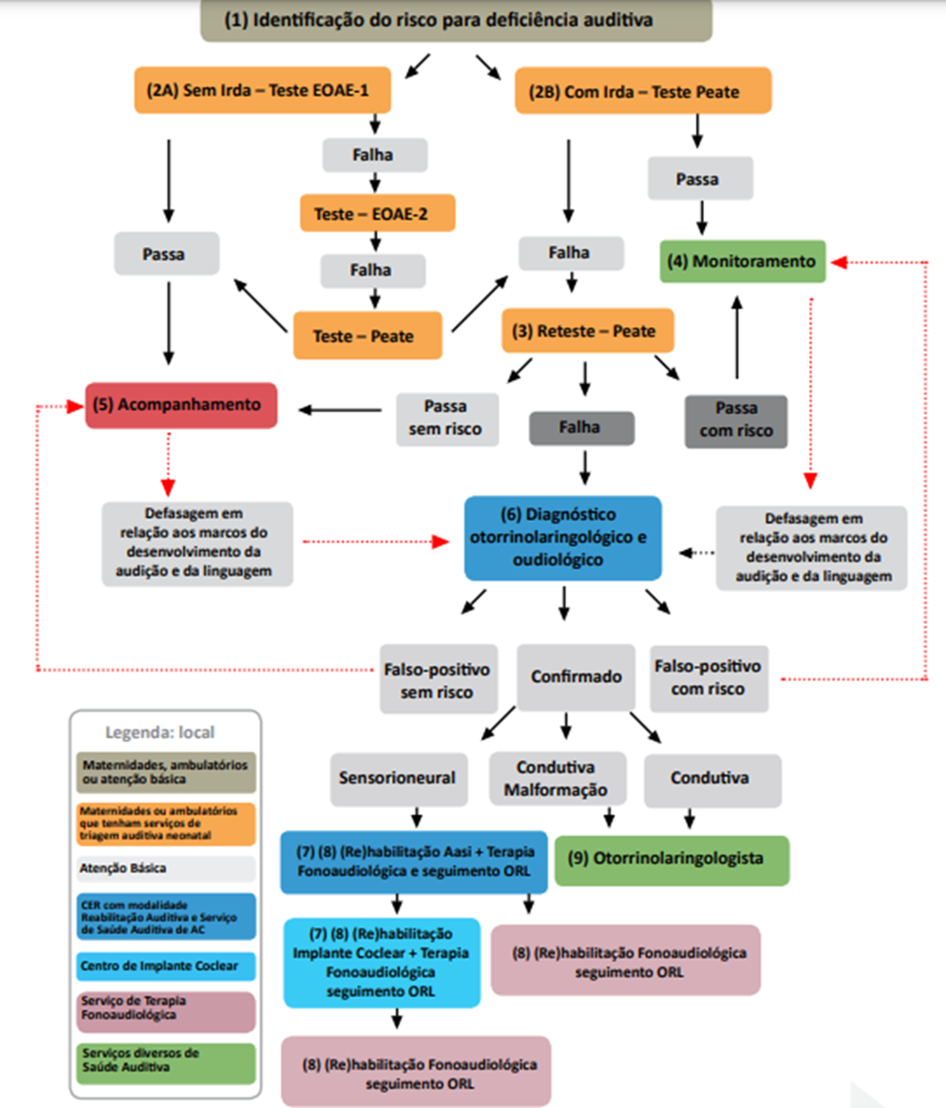 (1) Identificação do risco para deficiência auditiva
(2A) Sem Irda – Teste EOAE-1
(2B) Com Irda – Teste Peate
Falha
Passa
Teste – EOAE-2
Passa
Falha
Falha
(4) Monitoramento
Teste – Peate
(3) Reteste – Peate
(5) Acompanhamento
Passa
sem risco
Falha
Passa
com risco
Defasagem em
relação aos marcos do
desenvolvimento da
audição e da linguagem
(6) Diagnóstico
otorrinolaringológico e
oudiológico
Defasagem em
relação aos marcos do
desenvolvimento da
audição e da linguagem
Falso-positivo
sem risco
Confirmado
Falso-positivo
com risco
Sensorioneural
Condutiva
Malformação
Condutiva
(7) (8) (Re)habilitação Aasi + Terapia
Fonoaudiológica e seguimento ORL
(9) Otorrinolaringologista
(7) (8) (Re)habilitação
Implante Coclear + Terapia
Fonoaudiológica
seguimento ORL
(8) (Re)habilitação Fonoaudiológica
seguimento ORL
(8) (Re)habilitação Fonoaudiológica
seguimento ORL
Legenda: local
Maternidades, ambulatórios
ou atenção básica
Maternidades ou ambulatórios
que tenham serviços de
triagem auditiva neonatal
Atenção Básica
CER com modalidade
Reabilitação Auditiva e Serviço
de Saúde Auditiva de AC
Centro de Implante Coclear
Serviço de Terapia
Fonoaudiológica
Serviços diversos de
Saúde Auditiva